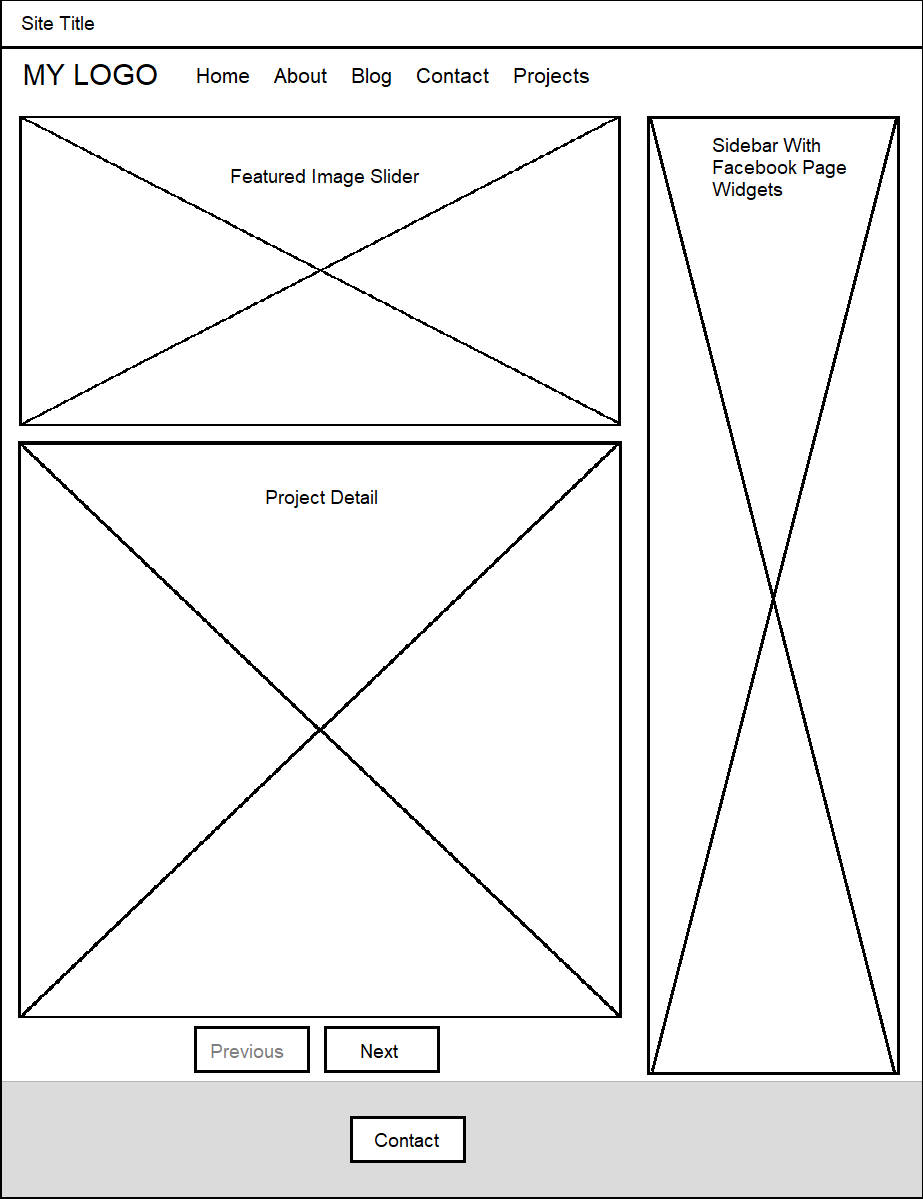 Site Title
MY LOGO Home About Blog Contact Projects
Featured Image Slider
Sidebar With
Facebook Page
Widgets
Project Detail
Previous Next
Contact